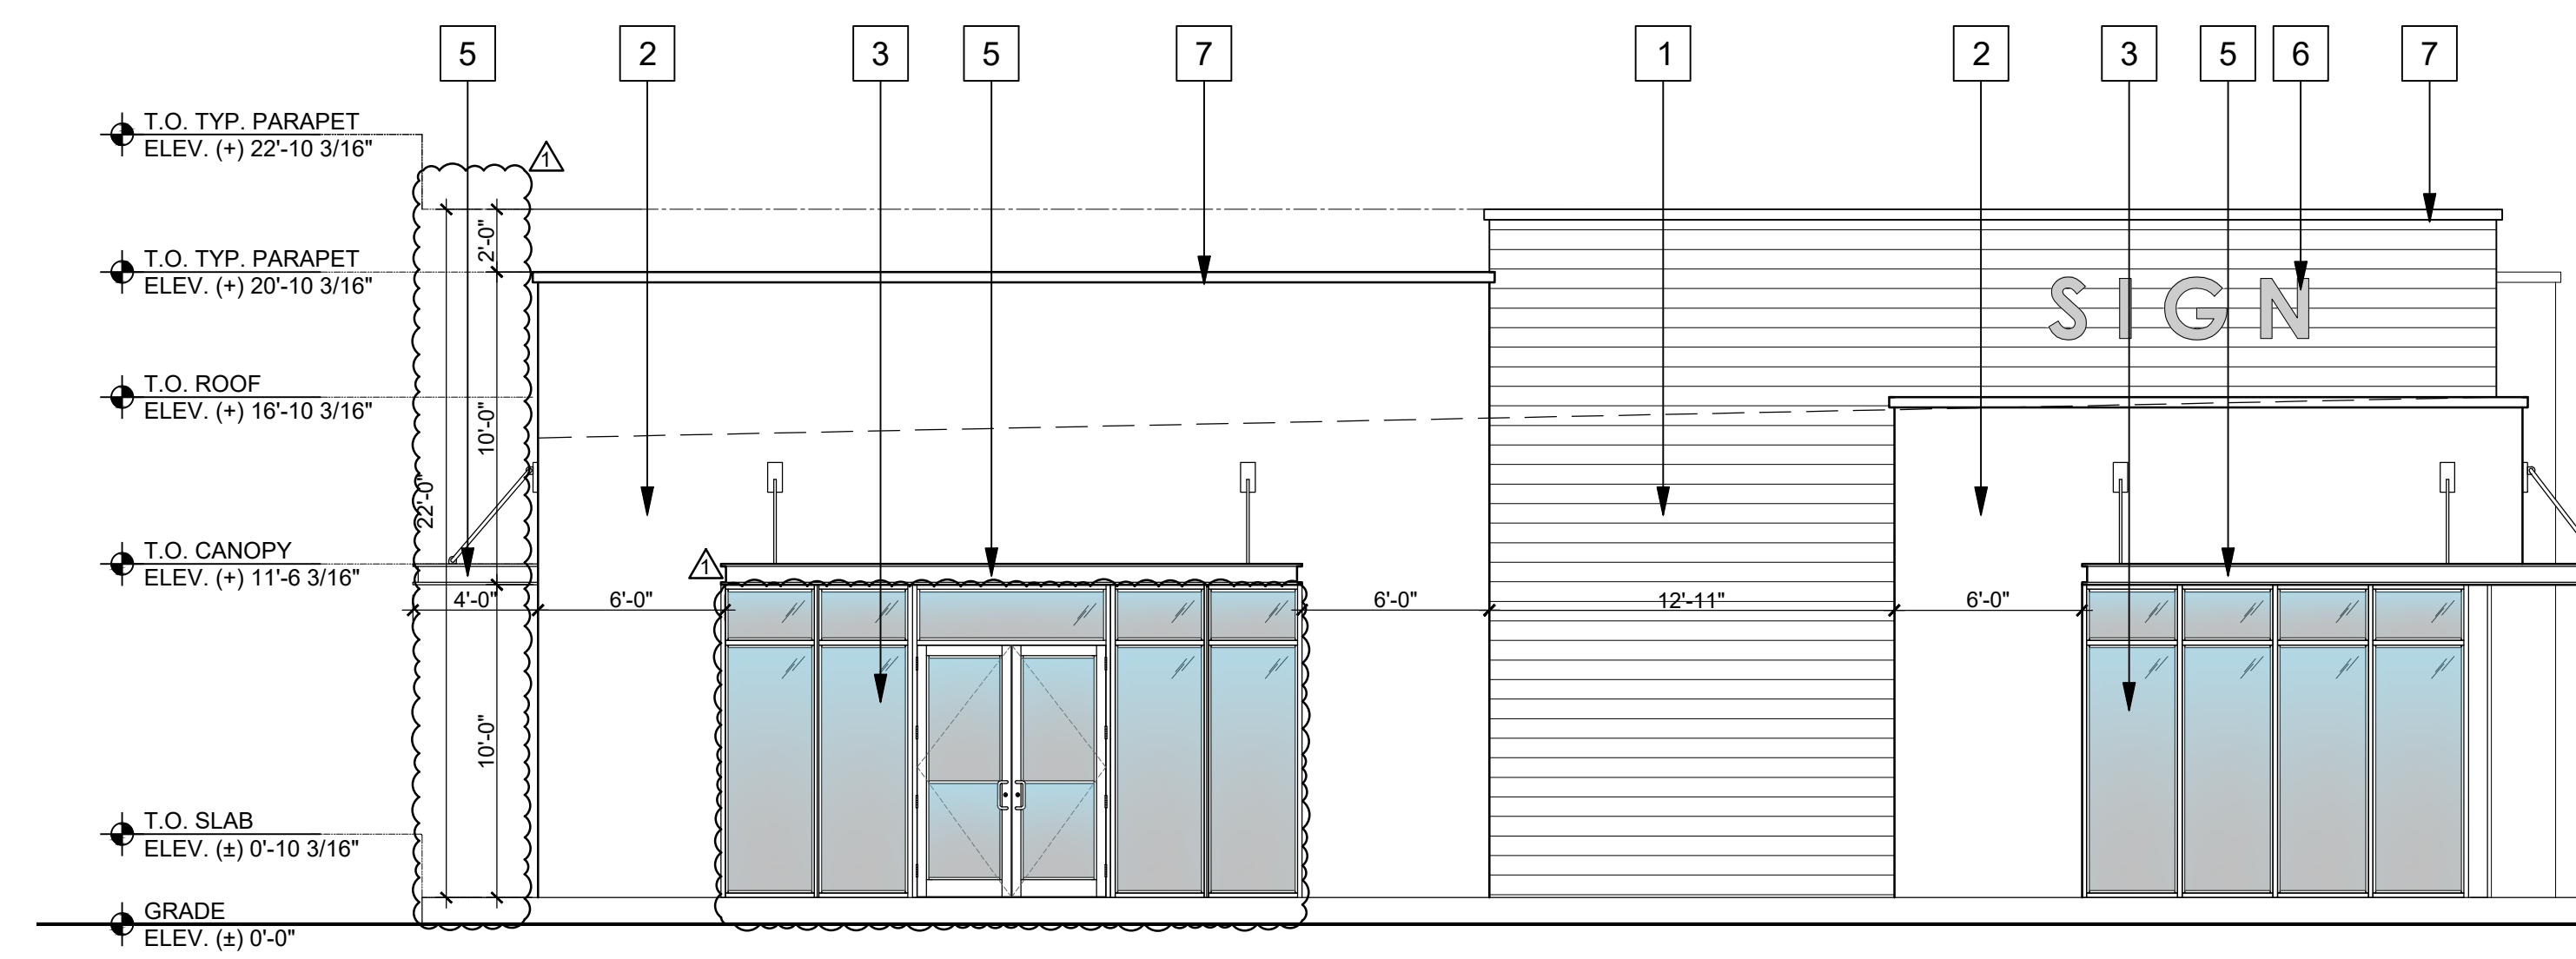 5 2 3 5 7 1 2 3 5 6 7
T.O. TYP. PARAPET
ELEV. (+) 22'-10 3/16"
1
2'-0"
T.O. TYP. PARAPET
ELEV. (+) 20'-10 3/16"
SIGN
T.O. ROOF
ELEV. (+) 16'-10 3/16"
10'-0"
22'-0"
T.O. CANOPY
ELEV. (+) 11'-6 3/16"
1
4'-0" 6'-0" 6'-0" 12'-11" 6'-0"
10'-0"
T.O. SLAB
ELEV. (±) 0'-10 3/16"
GRADE
ELEV. (±) 0'-0"